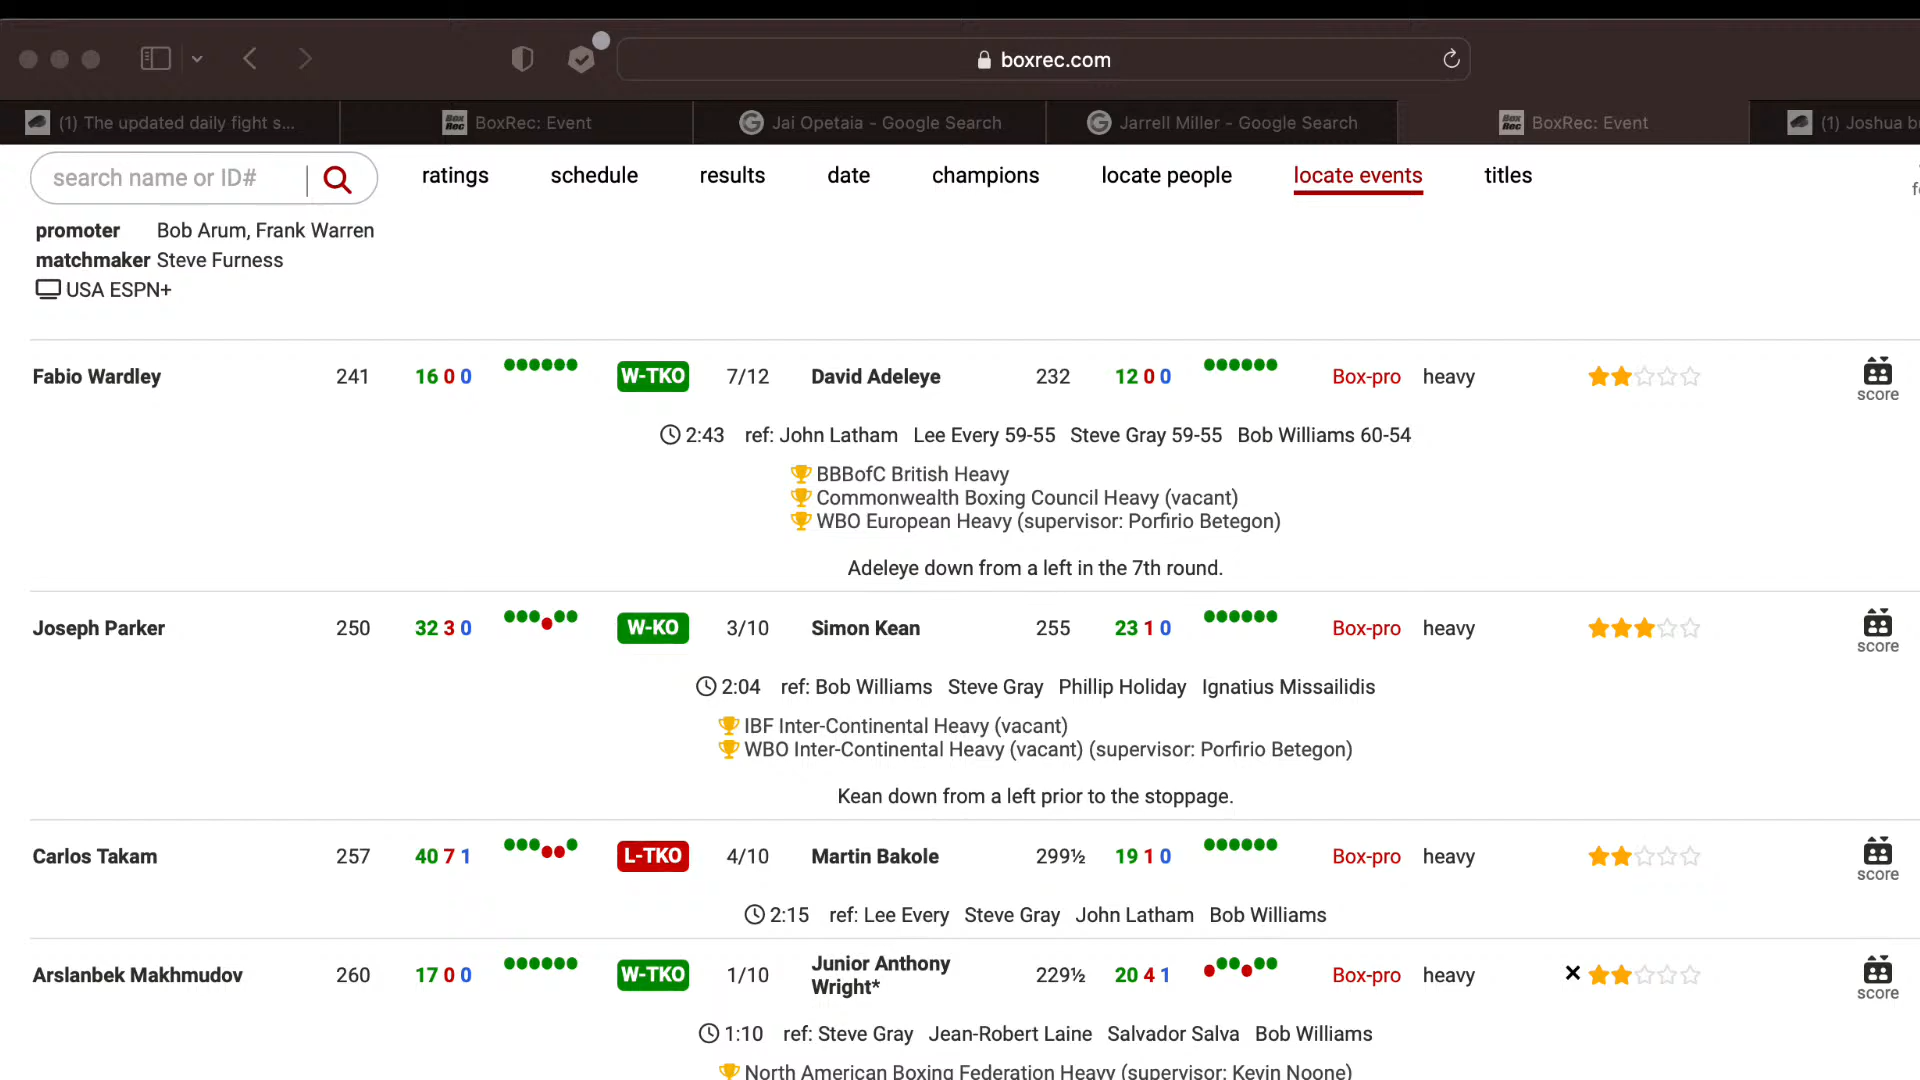 boxrec.com
(1) The updated daily fight s...
BoxRec: Event
Jai Opetaia - Google Search
Jarrell Miller - Google Search
BoxRec: Event
(1) Joshua b
search name or ID#
ratings schedule results date champions locate people locate events titles
promoter Bob Arum, Frank Warren
matchmaker Steve Furness
USA ESPN+
Fabio Wardley 241 16 0 0 W-TKO 7/12 David Adeleye 232 12 0 0 Box-pro heavy
score
2:43 ref: John Latham Lee Every 59-55 Steve Gray 59-55 Bob Williams 60-54
BBBofC British Heavy
Commonwealth Boxing Council Heavy (vacant)
WBO European Heavy (supervisor: Porfirio Betegon)
Adeleye down from a left in the 7th round.
Joseph Parker 250 32 3 0 W-KO 3/10 Simon Kean 255 23 1 0 Box-pro heavy
score
2:04 ref: Bob Williams Steve Gray Phillip Holiday Ignatius Missailidis
IBF Inter-Continental Heavy (vacant)
WBO Inter-Continental Heavy (vacant) (supervisor: Porfirio Betegon)
Kean down from a left prior to the stoppage.
Carlos Takam 257 40 7 1 L-TKO 4/10 Martin Bakole 299½ 19 1 0 Box-pro heavy
score
2:15 ref: Lee Every Steve Gray John Latham Bob Williams
Arslanbek Makhmudov 260 17 0 0 W-TKO 1/10 Junior Anthony
Wright* 229½ 20 4 1 Box-pro heavy
score
1:10 ref: Steve Gray Jean-Robert Laine Salvador Salva Bob Williams
North American Boxing Federation Heavy (supervisor: Kevin Noone)